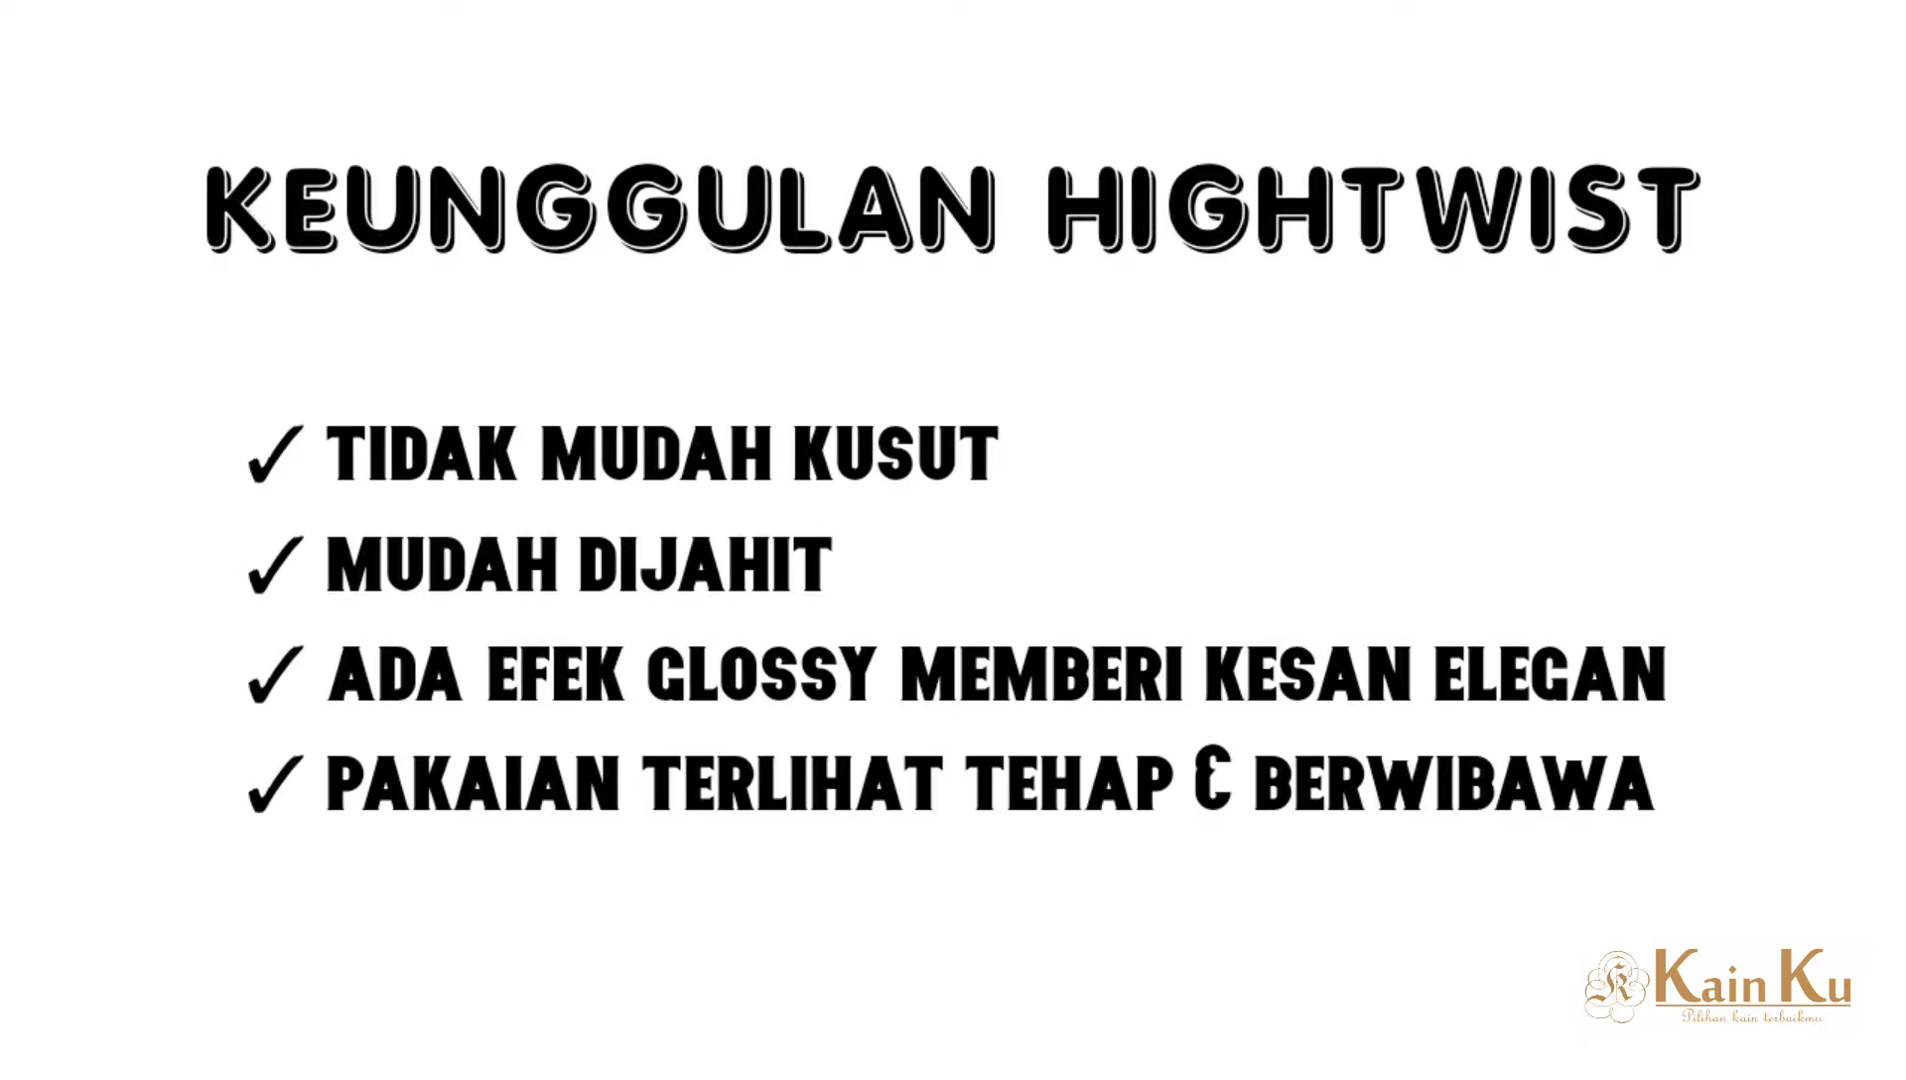 KEUNGGULAN HIGHTWIST
✓ TIDAK MUDAH KUSUT
✓ MUDAH DIJAHIT
✓ ADA EFEK GLOSSY MEMBERI KESAN ELEGAN
✓ PAKAIAN TERLIHAT TEHAP & BERWIBAWA
K Kain Ku
Pilihan kain terbaikmu